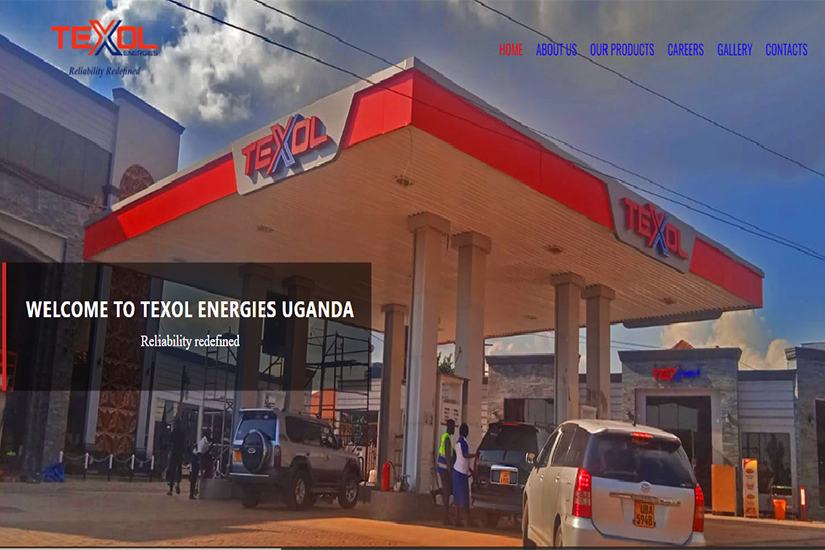 TEXOL
ENERGIES
Reliability Redefined
HOME ABOUT US OUR PRODUCTS CAREERS GALLERY CONTACTS
TEXOL
TEXOL
WELCOME TO TEXOL ENERGIES UGANDA
Reliability redefined
UBA
594B